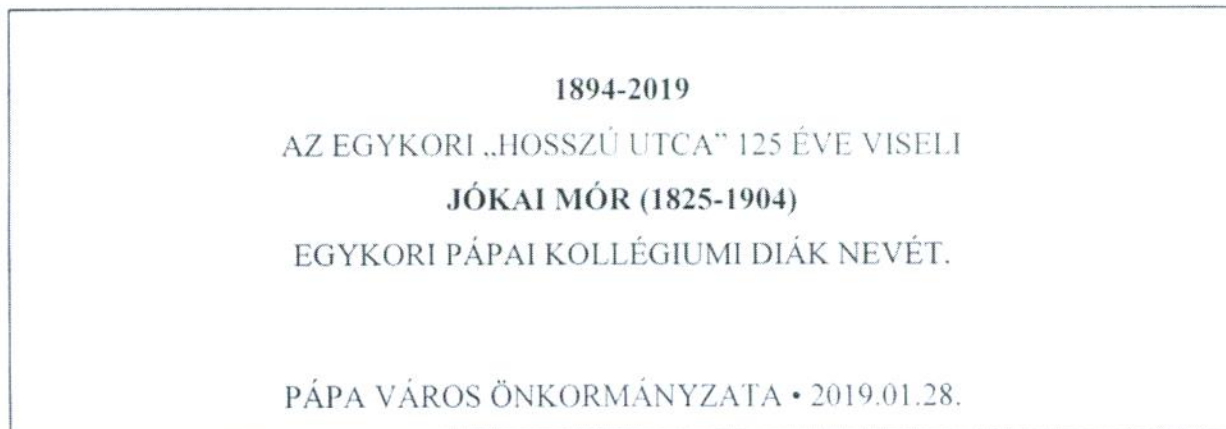 1894-2019
AZ EGYKORI „HOSSZÚ UTCA” 125 ÉVE VISELI
JÓKAI MÓR (1825-1904)
EGYKORI PÁPAI KOLLÉGIUMI DIÁK NEVÉT.
PÁPA VÁROS ÖNKORMÁNYZATA • 2019.01.28.